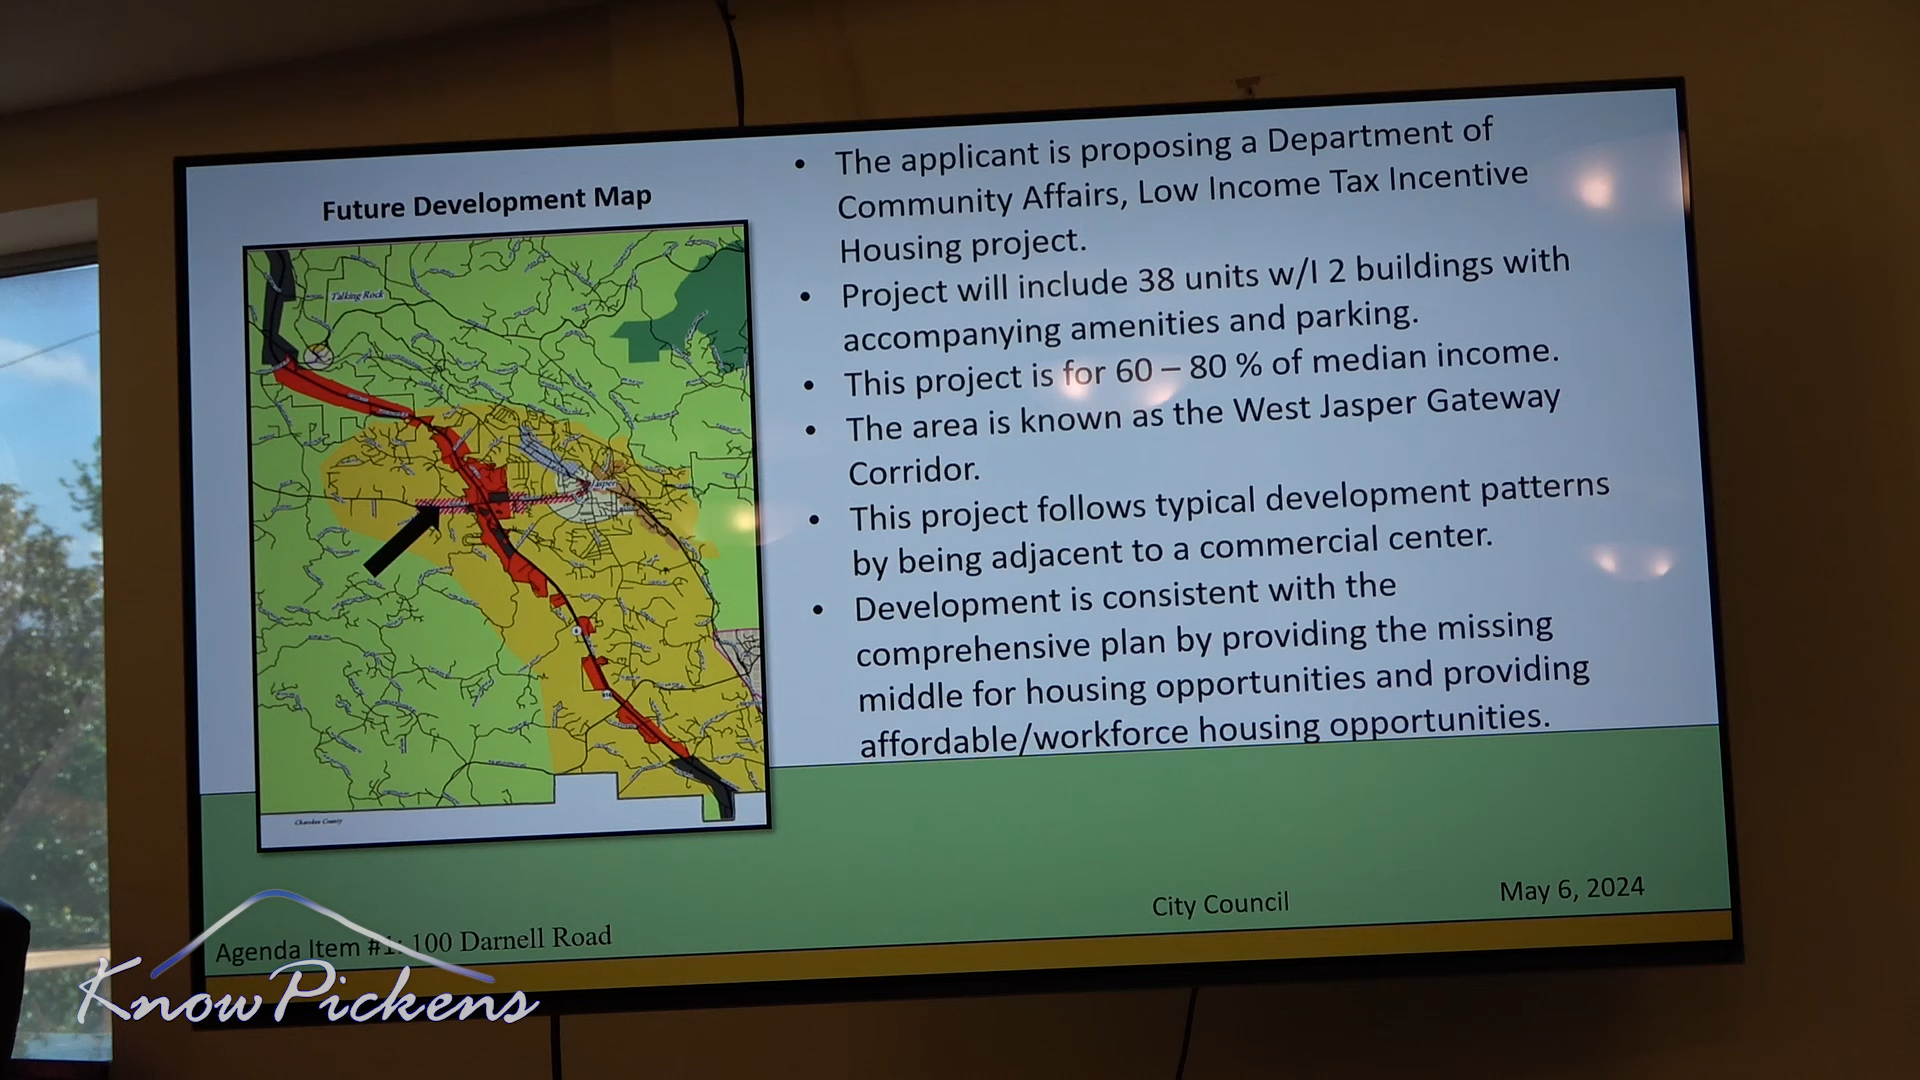 Future Development Map
Talking Rock
Jasper
Cherokee County
• The applicant is proposing a Department of
Community Affairs, Low Income Tax Incentive
Housing project.
• Project will include 38 units w/I 2 buildings with
accompanying amenities and parking.
• This project is for 60 – 80 % of median income.
• The area is known as the West Jasper Gateway
Corridor.
• This project follows typical development patterns
by being adjacent to a commercial center.
• Development is consistent with the
comprehensive plan by providing the missing
middle for housing opportunities and providing
affordable/workforce housing opportunities.
Agenda Item #1: 100 Darnell Road
City Council
May 6, 2024
KnowPickens